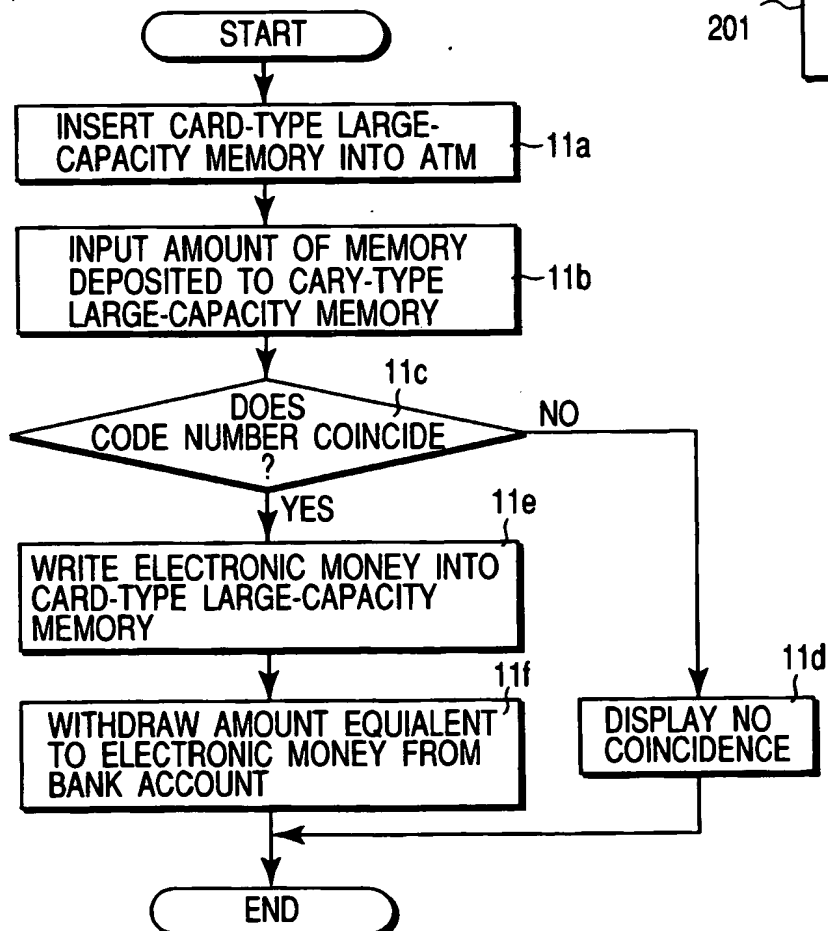 START
201
INSERT CARD-TYPE LARGE-
CAPACITY MEMORY INTO ATM
11a
INPUT AMOUNT OF MEMORY
DEPOSITED TO CARY-TYPE
LARGE-CAPACITY MEMORY
11b
11c
DOES
CODE NUMBER COINCIDE
?
NO
YES
11e
WRITE ELECTRONIC MONEY INTO
CARD-TYPE LARGE-CAPACITY
MEMORY
11f
WITHDRAW AMOUNT EQUIALENT
TO ELECTRONIC MONEY FROM
BANK ACCOUNT
11d
DISPLAY NO
COINCIDENCE
END